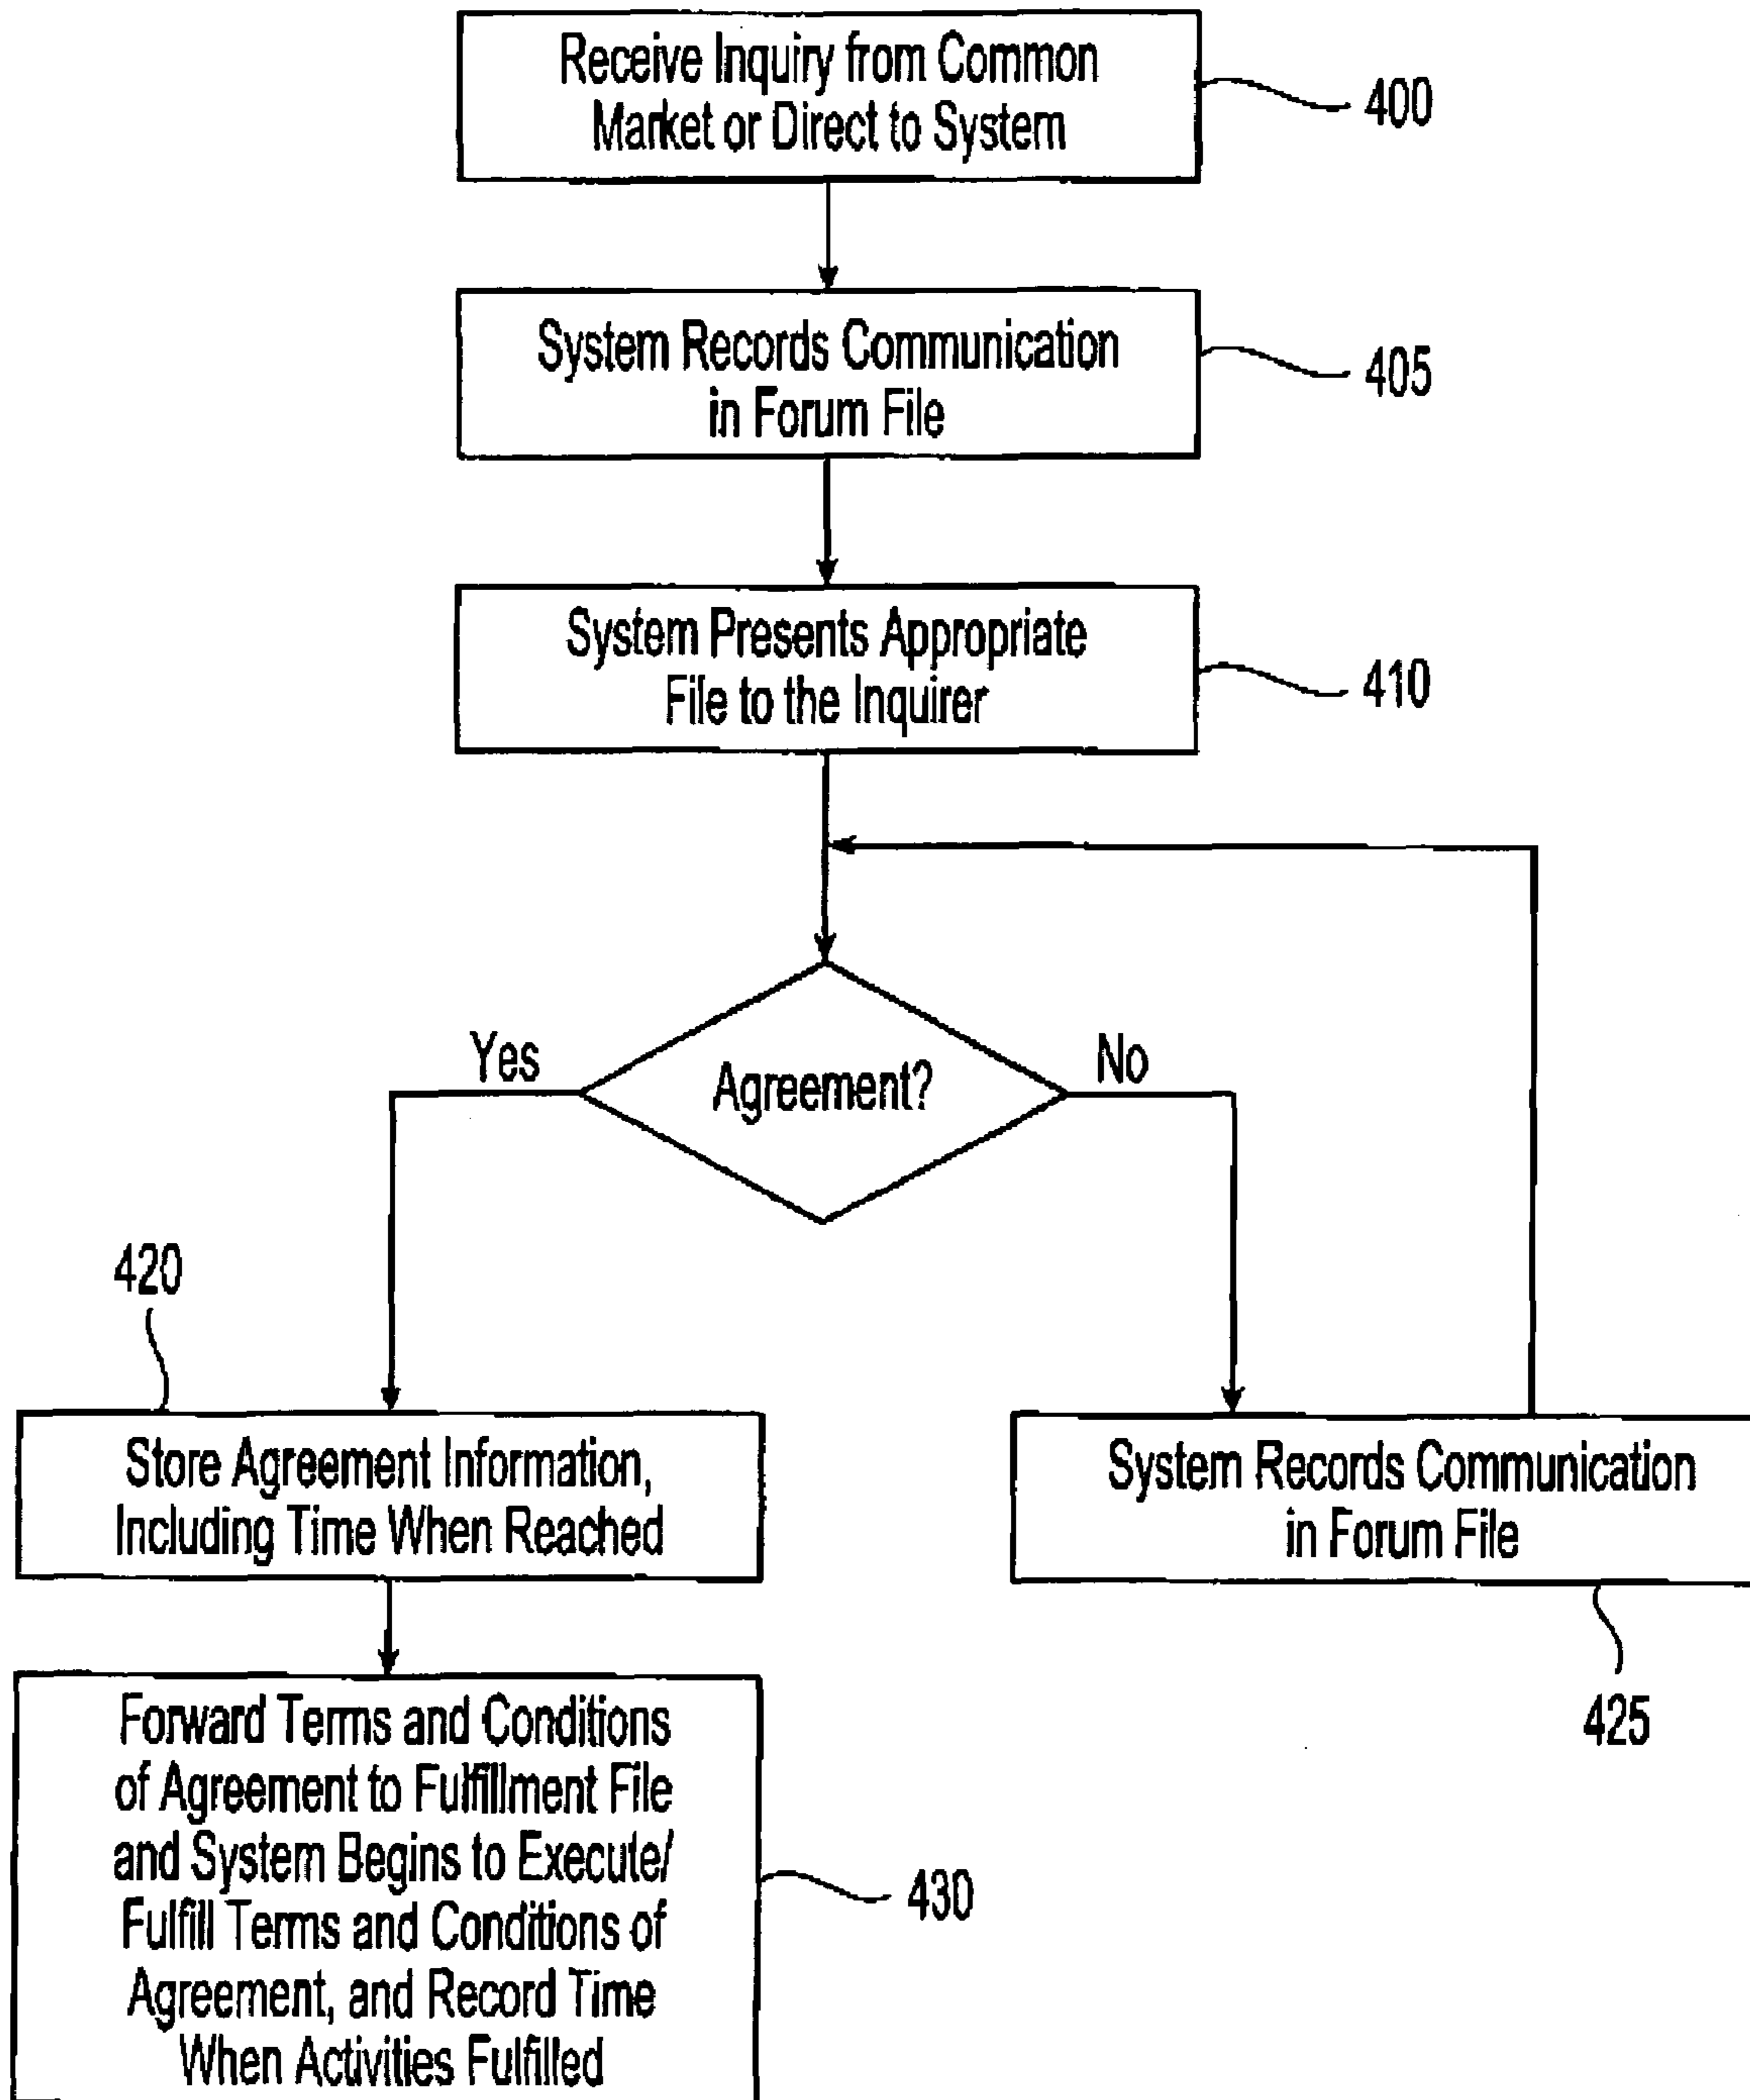 Receive Inquiry from Common
Market or Direct to System
400
System Records Communication
in Forum File
405
System Presents Appropriate
File to the Inquirer
410
Yes
Agreement?
No
420
Store Agreement Information,
Including Time When Reached
System Records Communication
in Forum File
425
Forward Terms and Conditions
of Agreement to Fulfillment File
and System Begins to Execute/
Fulfill Terms and Conditions of
Agreement, and Record Time
When Activities Fulfilled
430